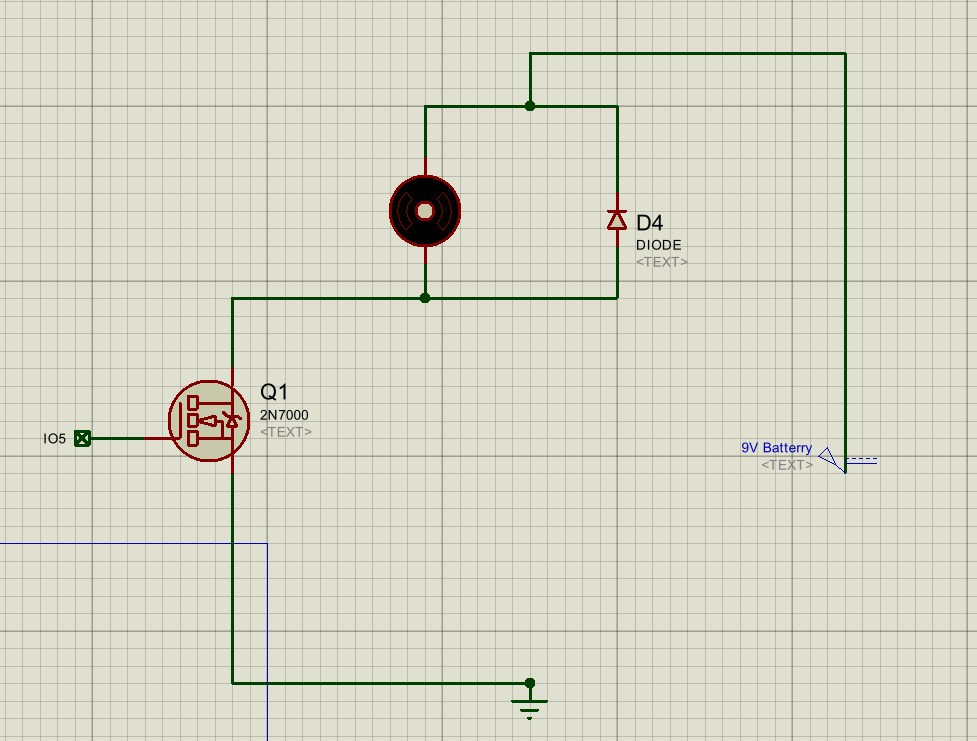 D4
DIODE
<TEXT>
Q1
2N7000
<TEXT>
IO5
9V Batterry
<TEXT>